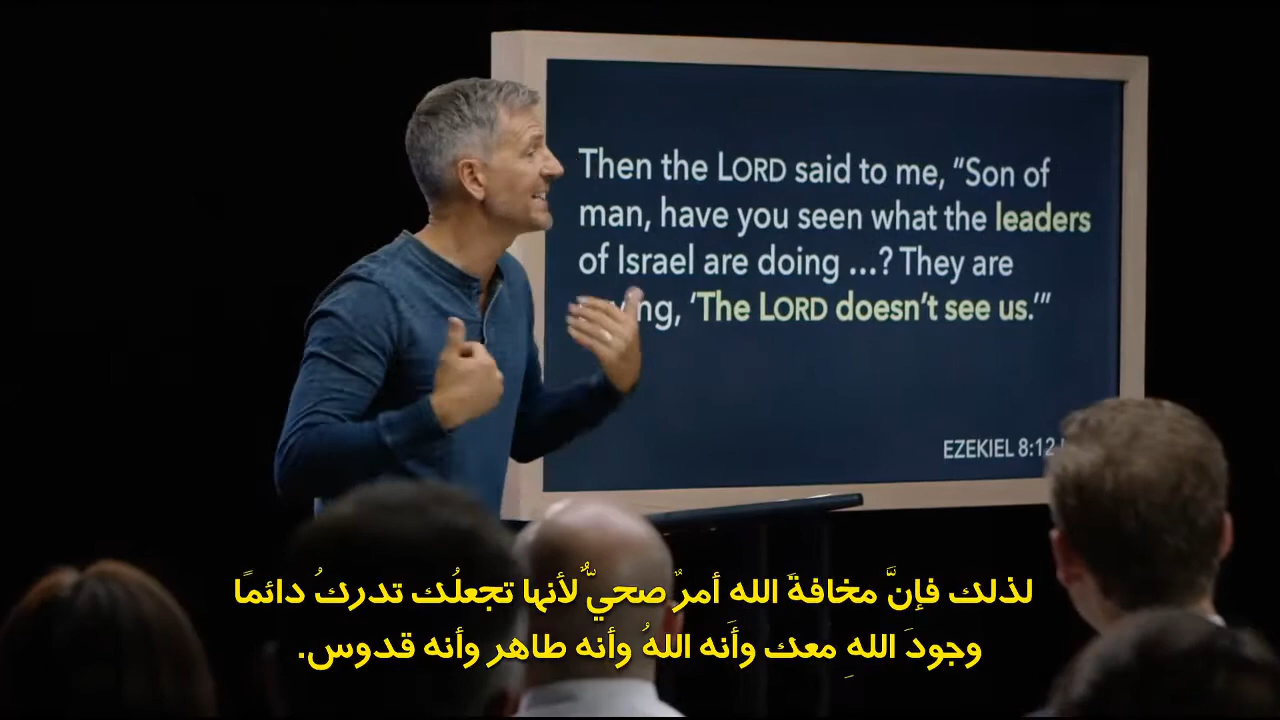 Then the LORD said to me, “Son of
man, have you seen what the leaders
of Israel are doing ...? They are
‘The LORD doesn’t see us.’”
EZEKIEL 8:12
لذلك فإنَّ مخافةَ الله أمرٌ صحيٌّ لأنها تجعلُك تدركُ دائمًا
وجودَ اللهِ معك وأَنه اللهُ وأنه طاهر وأنه قدوس.